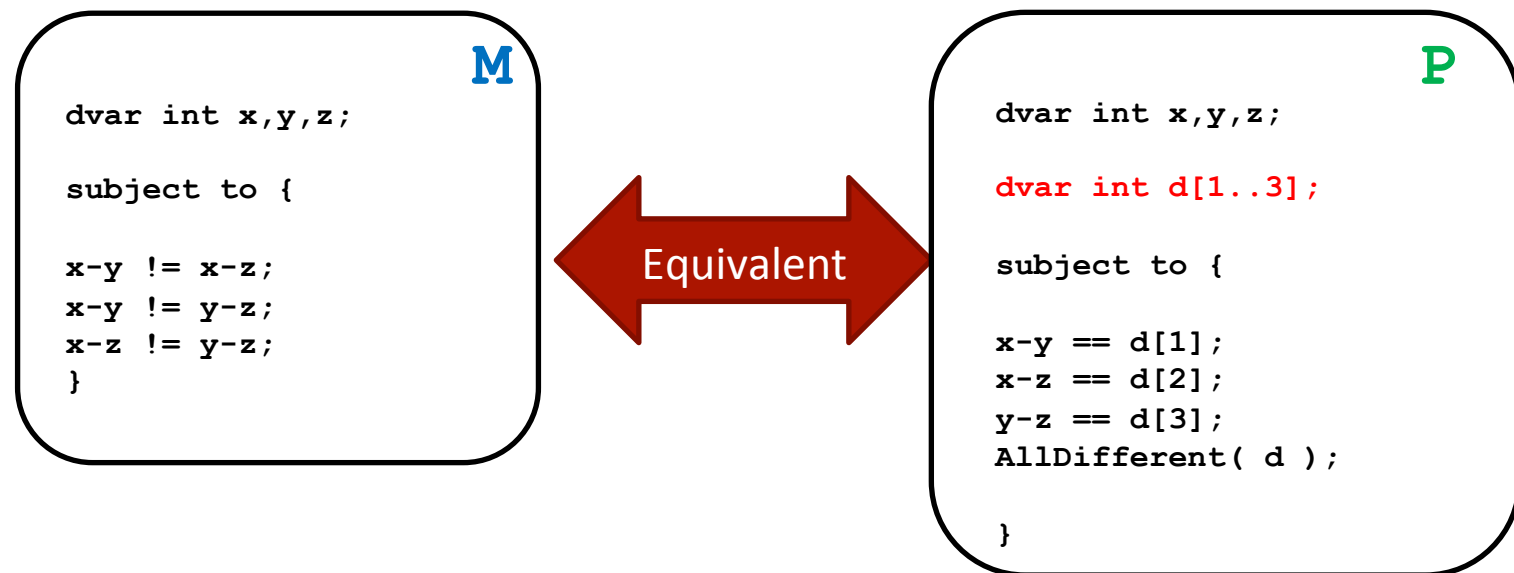 M
dvar int x,y,z;
subject to {
x-y != x-z;
x-y != y-z;
x-z != y-z;
}
Equivalent
P
dvar int x,y,z;
dvar int d[1..3];
subject to {
x-y == d[1];
x-z == d[2];
y-z == d[3];
AllDifferent( d );
}